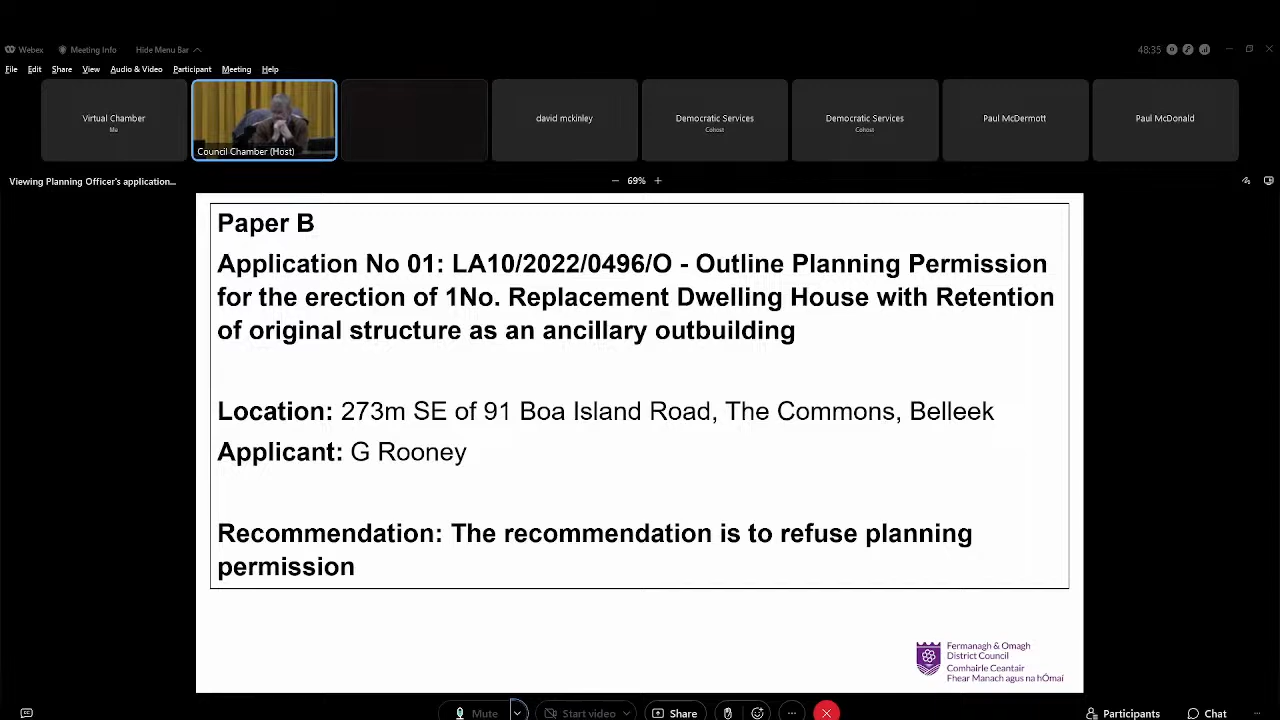 Webex
Meeting Info
Hide Menu Bar
48:35
File Edit Share View Audio & Video Participant Meeting Help
Virtual Chamber
Me
Council Chamber (Host)
david mckinley
Democratic Services
Cohost
Democratic Services
Cohost
Paul McDermott
Paul McDonald
Viewing Planning Officer's application...
69%
Paper B
Application No 01: LA10/2022/0496/O - Outline Planning Permission
for the erection of 1No. Replacement Dwelling House with Retention
of original structure as an ancillary outbuilding
Location: 273m SE of 91 Boa Island Road, The Commons, Belleek
Applicant: G Rooney
Recommendation: The recommendation is to refuse planning
permission
Fermanagh & Omagh
District Council
Comhairle Ceantair
Fhear Manach agus na hÓmaí
Mute
Start video
Share
Participants
Chat